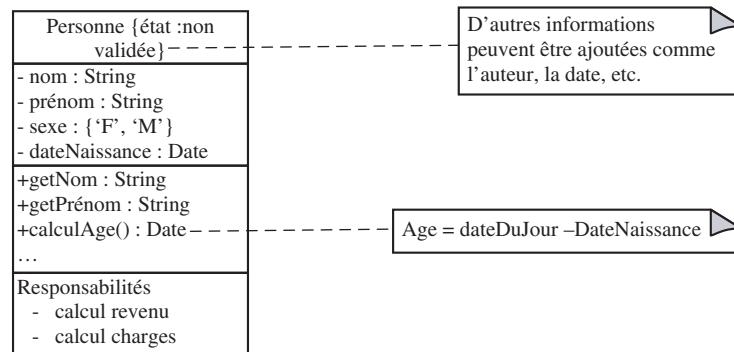 Personne {état :non
validée}
- nom : String
- prénom : String
- sexe : {‘F’, ‘M’}
- dateNaissance : Date
+getNom : String
+getPrénom : String
+calculAge() : Date
…
Responsabilités
- calcul revenu
- calcul charges
D’autres informations
peuvent être ajoutées comme
l’auteur, la date, etc.
Age = dateDuJour –DateNaissance